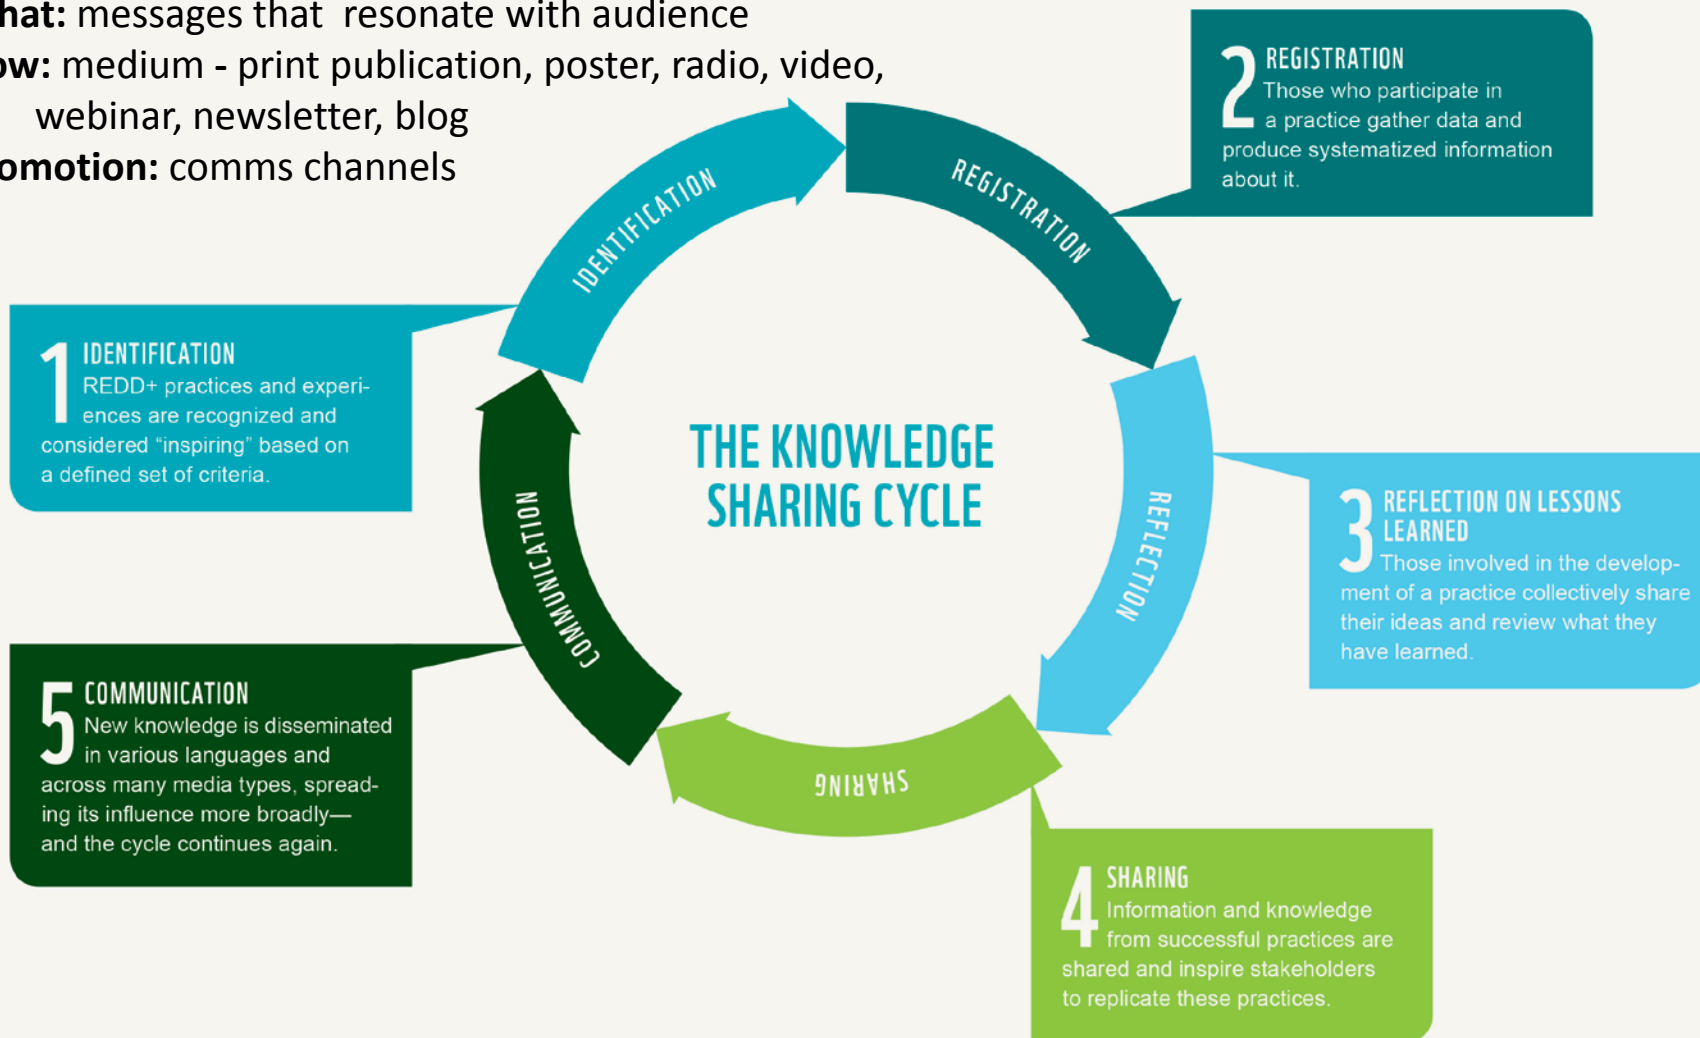 hat: messages that resonate with audience
ow: medium - print publication, poster, radio, video,
webinar, newsletter, blog
omotion: comms channels
IDENTIFICATION
REGISTRATION
REFLECTION
SHARING
COMMUNICATION
THE KNOWLEDGE
SHARING CYCLE
1 IDENTIFICATION
REDD+ practices and experi-
ences are recognized and
considered “inspiring” based on
a defined set of criteria.
2 REGISTRATION
Those who participate in
a practice gather data and
produce systematized information
about it.
3 REFLECTION ON LESSONS
LEARNED
Those involved in the develop-
ment of a practice collectively share
their ideas and review what they
have learned.
4 SHARING
Information and knowledge
from successful practices are
shared and inspire stakeholders
to replicate these practices.
5 COMMUNICATION
New knowledge is disseminated
in various languages and
across many media types, spread-
ing its influence more broadly—
and the cycle continues again.